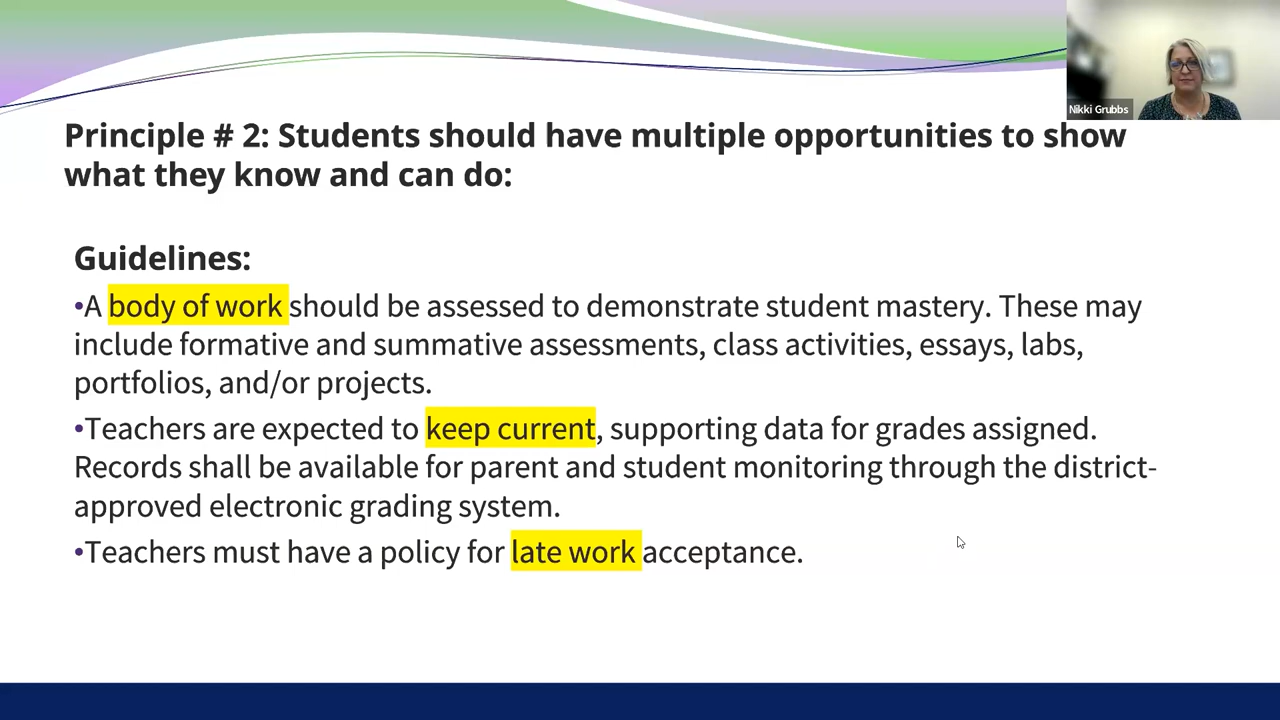 Nikki Grubbs
Principle # 2: Students should have multiple opportunities to show
what they know and can do:
Guidelines:
•A body of work should be assessed to demonstrate student mastery. These may
include formative and summative assessments, class activities, essays, labs,
portfolios, and/or projects.
•Teachers are expected to keep current, supporting data for grades assigned.
Records shall be available for parent and student monitoring through the district-
approved electronic grading system.
•Teachers must have a policy for late work acceptance.